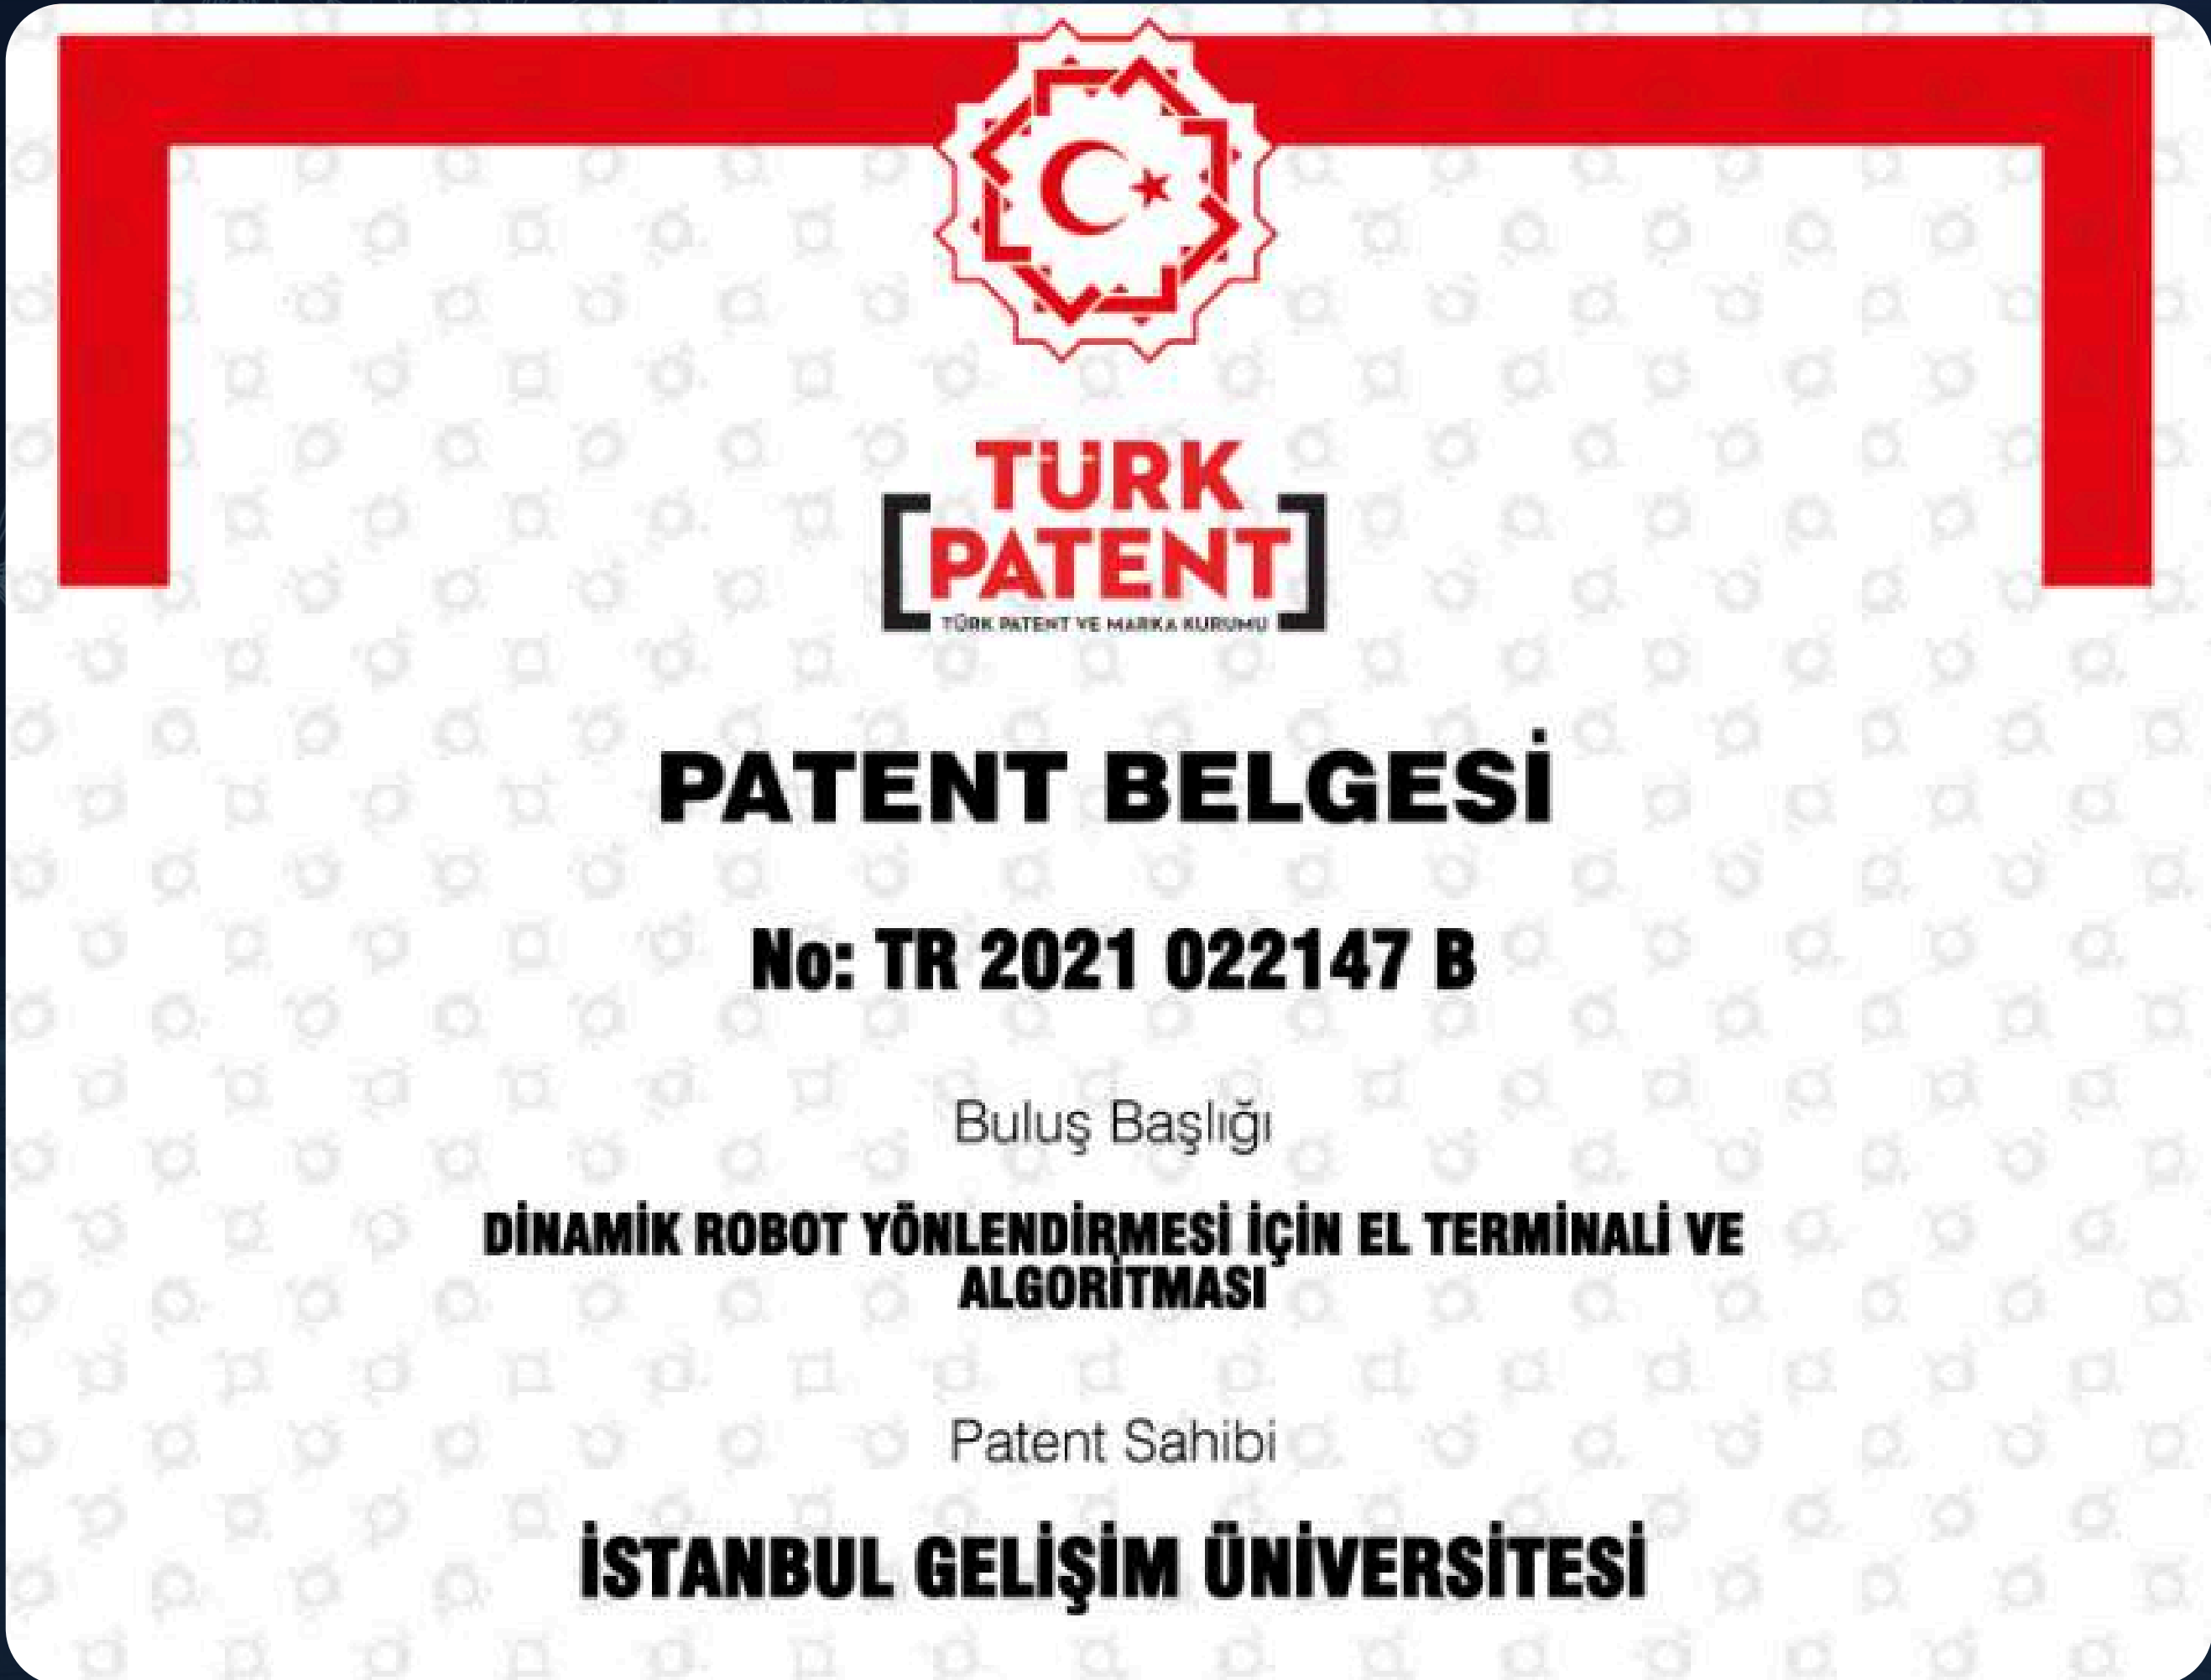 TÜRK
PATENT
TÜRK PATENT VE MARKA KURUMU
PATENT BELGESİ
No: TR 2021 022147 B
Buluş Başlığı
DİNAMİK ROBOT YÖNLENDİRMESİ İÇİN EL TERMİNALİ VE
ALGORİTMASI
Patent Sahibi
İSTANBUL GELİŞİM ÜNİVERSİTESİ